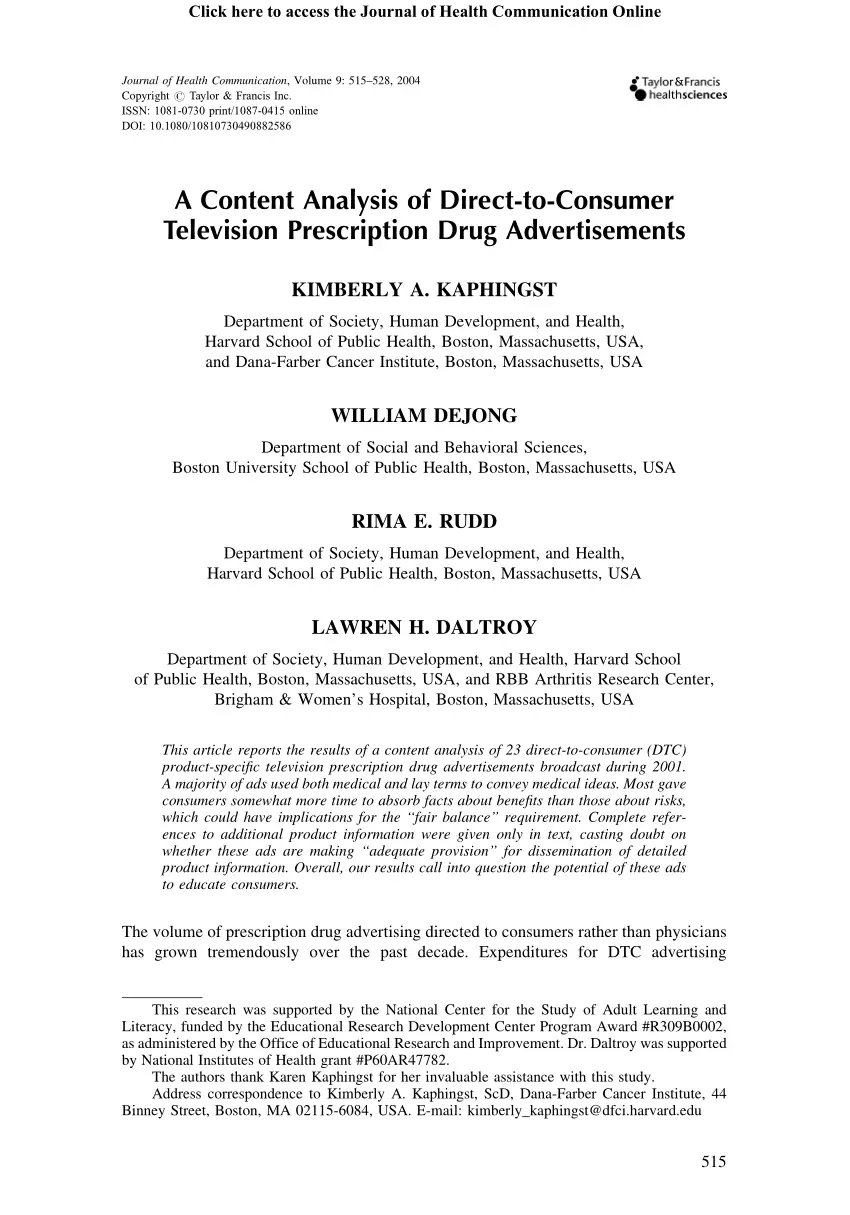 Click here to access the Journal of Health Communication Online
Journal of Health Communication, Volume 9: 515–528, 2004
Copyright © Taylor & Francis Inc.
ISSN: 1081-0730 print/1087-0415 online
DOI: 10.1080/10810730490882586
Taylor & Francis
healthsciences
A Content Analysis of Direct-to-Consumer
Television Prescription Drug Advertisements
KIMBERLY A. KAPHINGST
Department of Society, Human Development, and Health,
Harvard School of Public Health, Boston, Massachusetts, USA,
and Dana-Farber Cancer Institute, Boston, Massachusetts, USA
WILLIAM DEJONG
Department of Social and Behavioral Sciences,
Boston University School of Public Health, Boston, Massachusetts, USA
RIMA E. RUDD
Department of Society, Human Development, and Health,
Harvard School of Public Health, Boston, Massachusetts, USA
LAWREN H. DALTROY
Department of Society, Human Development, and Health, Harvard School
of Public Health, Boston, Massachusetts, USA, and RBB Arthritis Research Center,
Brigham & Women's Hospital, Boston, Massachusetts, USA
This article reports the results of a content analysis of 23 direct-to-consumer (DTC)
product-specific television prescription drug advertisements broadcast during 2001.
A majority of ads used both medical and lay terms to convey medical ideas. Most gave
consumers somewhat more time to absorb facts about benefits than those about risks,
which could have implications for the “fair balance” requirement. Complete refer-
ences to additional product information were given only in text, casting doubt on
whether these ads are making “adequate provision” for dissemination of detailed
product information. Overall, our results call into question the potential of these ads
to educate consumers.
The volume of prescription drug advertising directed to consumers rather than physicians
has grown tremendously over the past decade. Expenditures for DTC advertising
This research was supported by the National Center for the Study of Adult Learning and
Literacy, funded by the Educational Research Development Center Program Award #R309B0002,
as administered by the Office of Educational Research and Improvement. Dr. Daltroy was supported
by National Institutes of Health grant #P60AR47782.
The authors thank Karen Kaphingst for her invaluable assistance with this study.
Address correspondence to Kimberly A. Kaphingst, ScD, Dana-Farber Cancer Institute, 44
Binney Street, Boston, MA 02115-6084, USA. E-mail: kimberly_kaphingst@dfci.harvard.edu
515